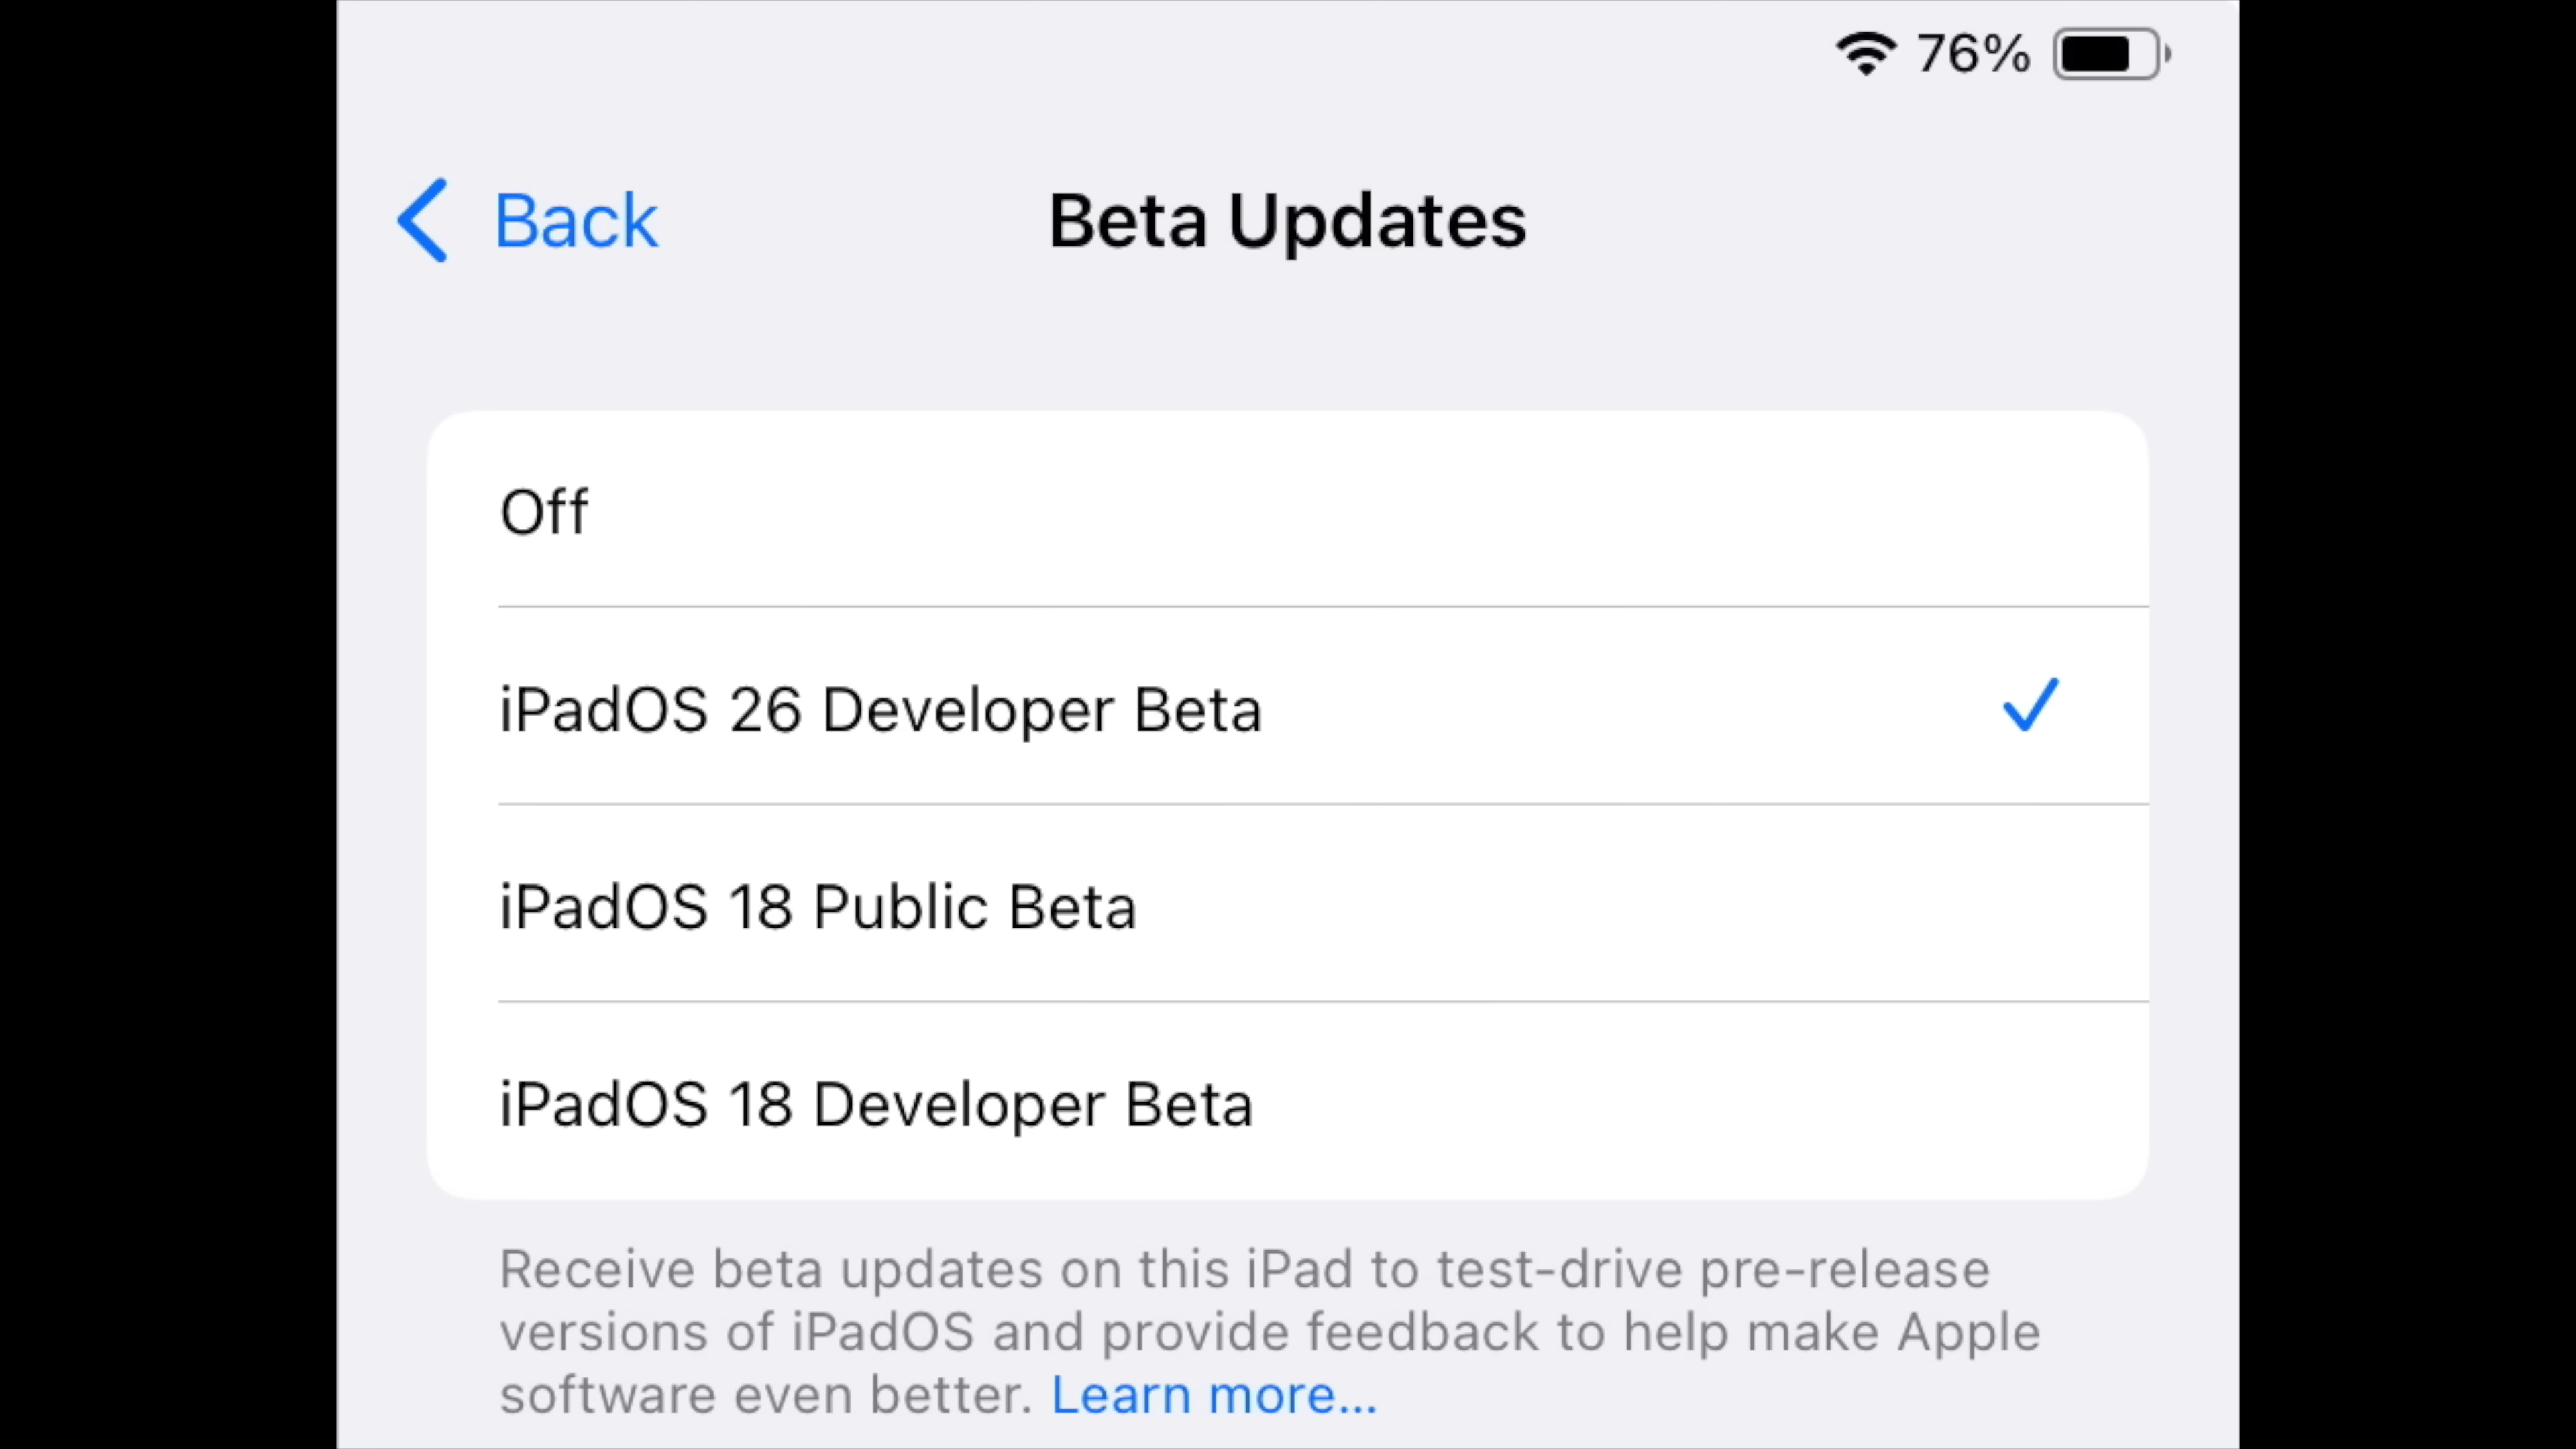 76%
Back
Beta Updates
Off
iPadOS 26 Developer Beta
iPadOS 18 Public Beta
iPadOS 18 Developer Beta
Receive beta updates on this iPad to test-drive pre-release
versions of iPadOS and provide feedback to help make Apple
software even better. Learn more...